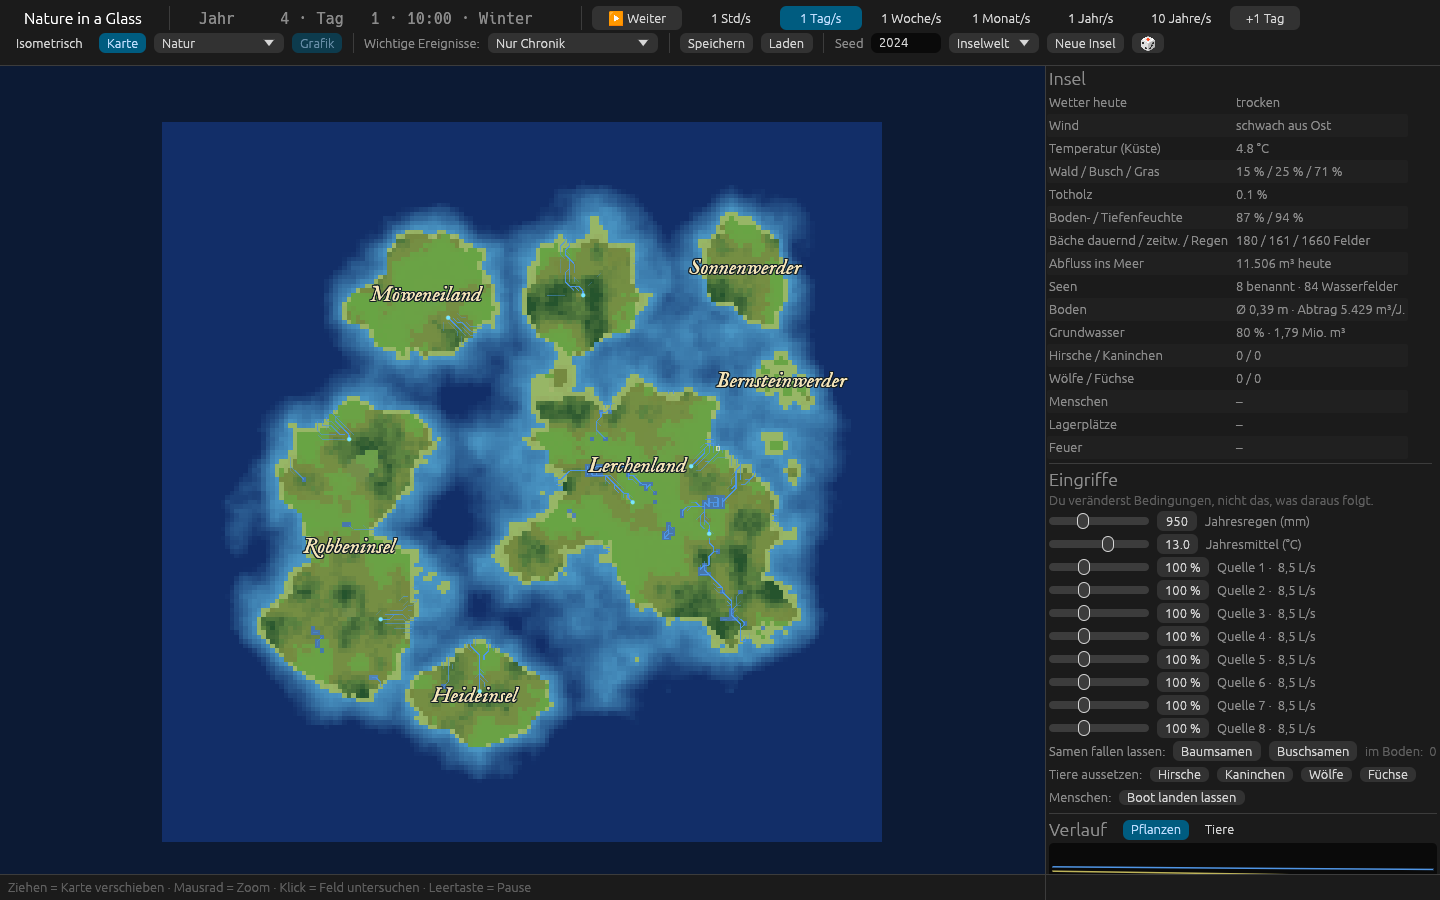 Nature in a Glass
Jahr 4 · Tag 1 · 10:00 · Winter
Weiter
1 Std/s
1 Tag/s
1 Woche/s
1 Monat/s
1 Jahr/s
10 Jahre/s
+1 Tag
Isometrisch
Karte
Natur
Grafik
Wichtige Ereignisse:
Nur Chronik
Speichern
Laden
Seed
2024
Inselwelt
Neue Insel
Möweneiland
Sonnenwerder
Bernsteinwerder
Lerchenland
Robbeninsel
Heideinsel
Insel
Wetter heute trocken
Wind schwach aus Ost
Temperatur (Küste) 4.8 °C
Wald / Busch / Gras 15 % / 25 % / 71 %
Totholz 0.1 %
Boden- / Tiefenfeuchte 87 % / 94 %
Bäche dauernd / zeitw. / Regen 180 / 161 / 1660 Felder
Abfluss ins Meer 11.506 m³ heute
Seen 8 benannt · 84 Wasserfelder
Boden Ø 0,39 m · Abtrag 5.429 m³/J.
Grundwasser 80 % · 1,79 Mio. m³
Hirsche / Kaninchen 0 / 0
Wölfe / Füchse 0 / 0
Menschen –
Lagerplätze –
Feuer –
Eingriffe
Du veränderst Bedingungen, nicht das, was daraus folgt.
950 Jahresregen (mm)
13.0 Jahresmittel (°C)
100 % Quelle 1 · 8,5 L/s
100 % Quelle 2 · 8,5 L/s
100 % Quelle 3 · 8,5 L/s
100 % Quelle 4 · 8,5 L/s
100 % Quelle 5 · 8,5 L/s
100 % Quelle 6 · 8,5 L/s
100 % Quelle 7 · 8,5 L/s
100 % Quelle 8 · 8,5 L/s
Samen fallen lassen: Baumsamen Buschsamen im Boden: 0
Tiere aussetzen: Hirsche Kaninchen Wölfe Füchse
Menschen: Boot landen lassen
Verlauf Pflanzen Tiere
Ziehen = Karte verschieben · Mausrad = Zoom · Klick = Feld untersuchen · Leertaste = Pause